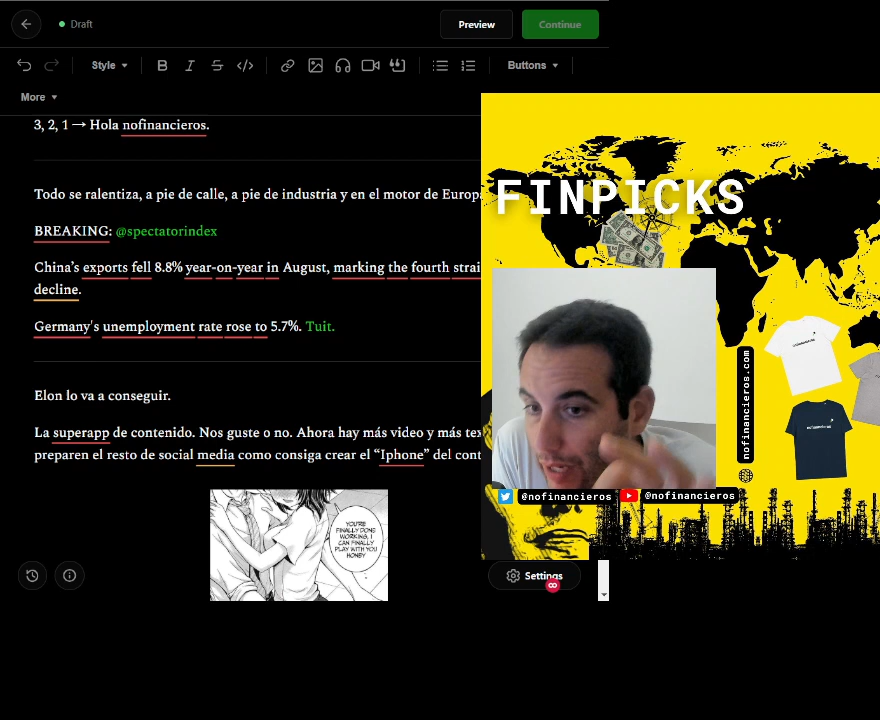 Draft
Preview
Continue
Style
Buttons
More
3, 2, 1 → Hola nofinancieros.
Todo se ralentiza, a pie de calle, a pie de industria y en el motor de Europ
BREAKING: @spectatorindex
China's exports fell 8.8% year-on-year in August, marking the fourth strai
decline.
Germany's unemployment rate rose to 5.7%. Tuit.
Elon lo va a conseguir.
La superapp de contenido. Nos guste o no. Ahora hay más video y más tex
preparen el resto de social media como consiga crear el “Iphone” del cont
YOU'RE
FINALLY DONE
WORKING, I
CAN FINALLY
PLAY WITH YOU
HONEY
Settings
FINPICKS
nofinancieros.com
@nofinancieros
@nofinancieros